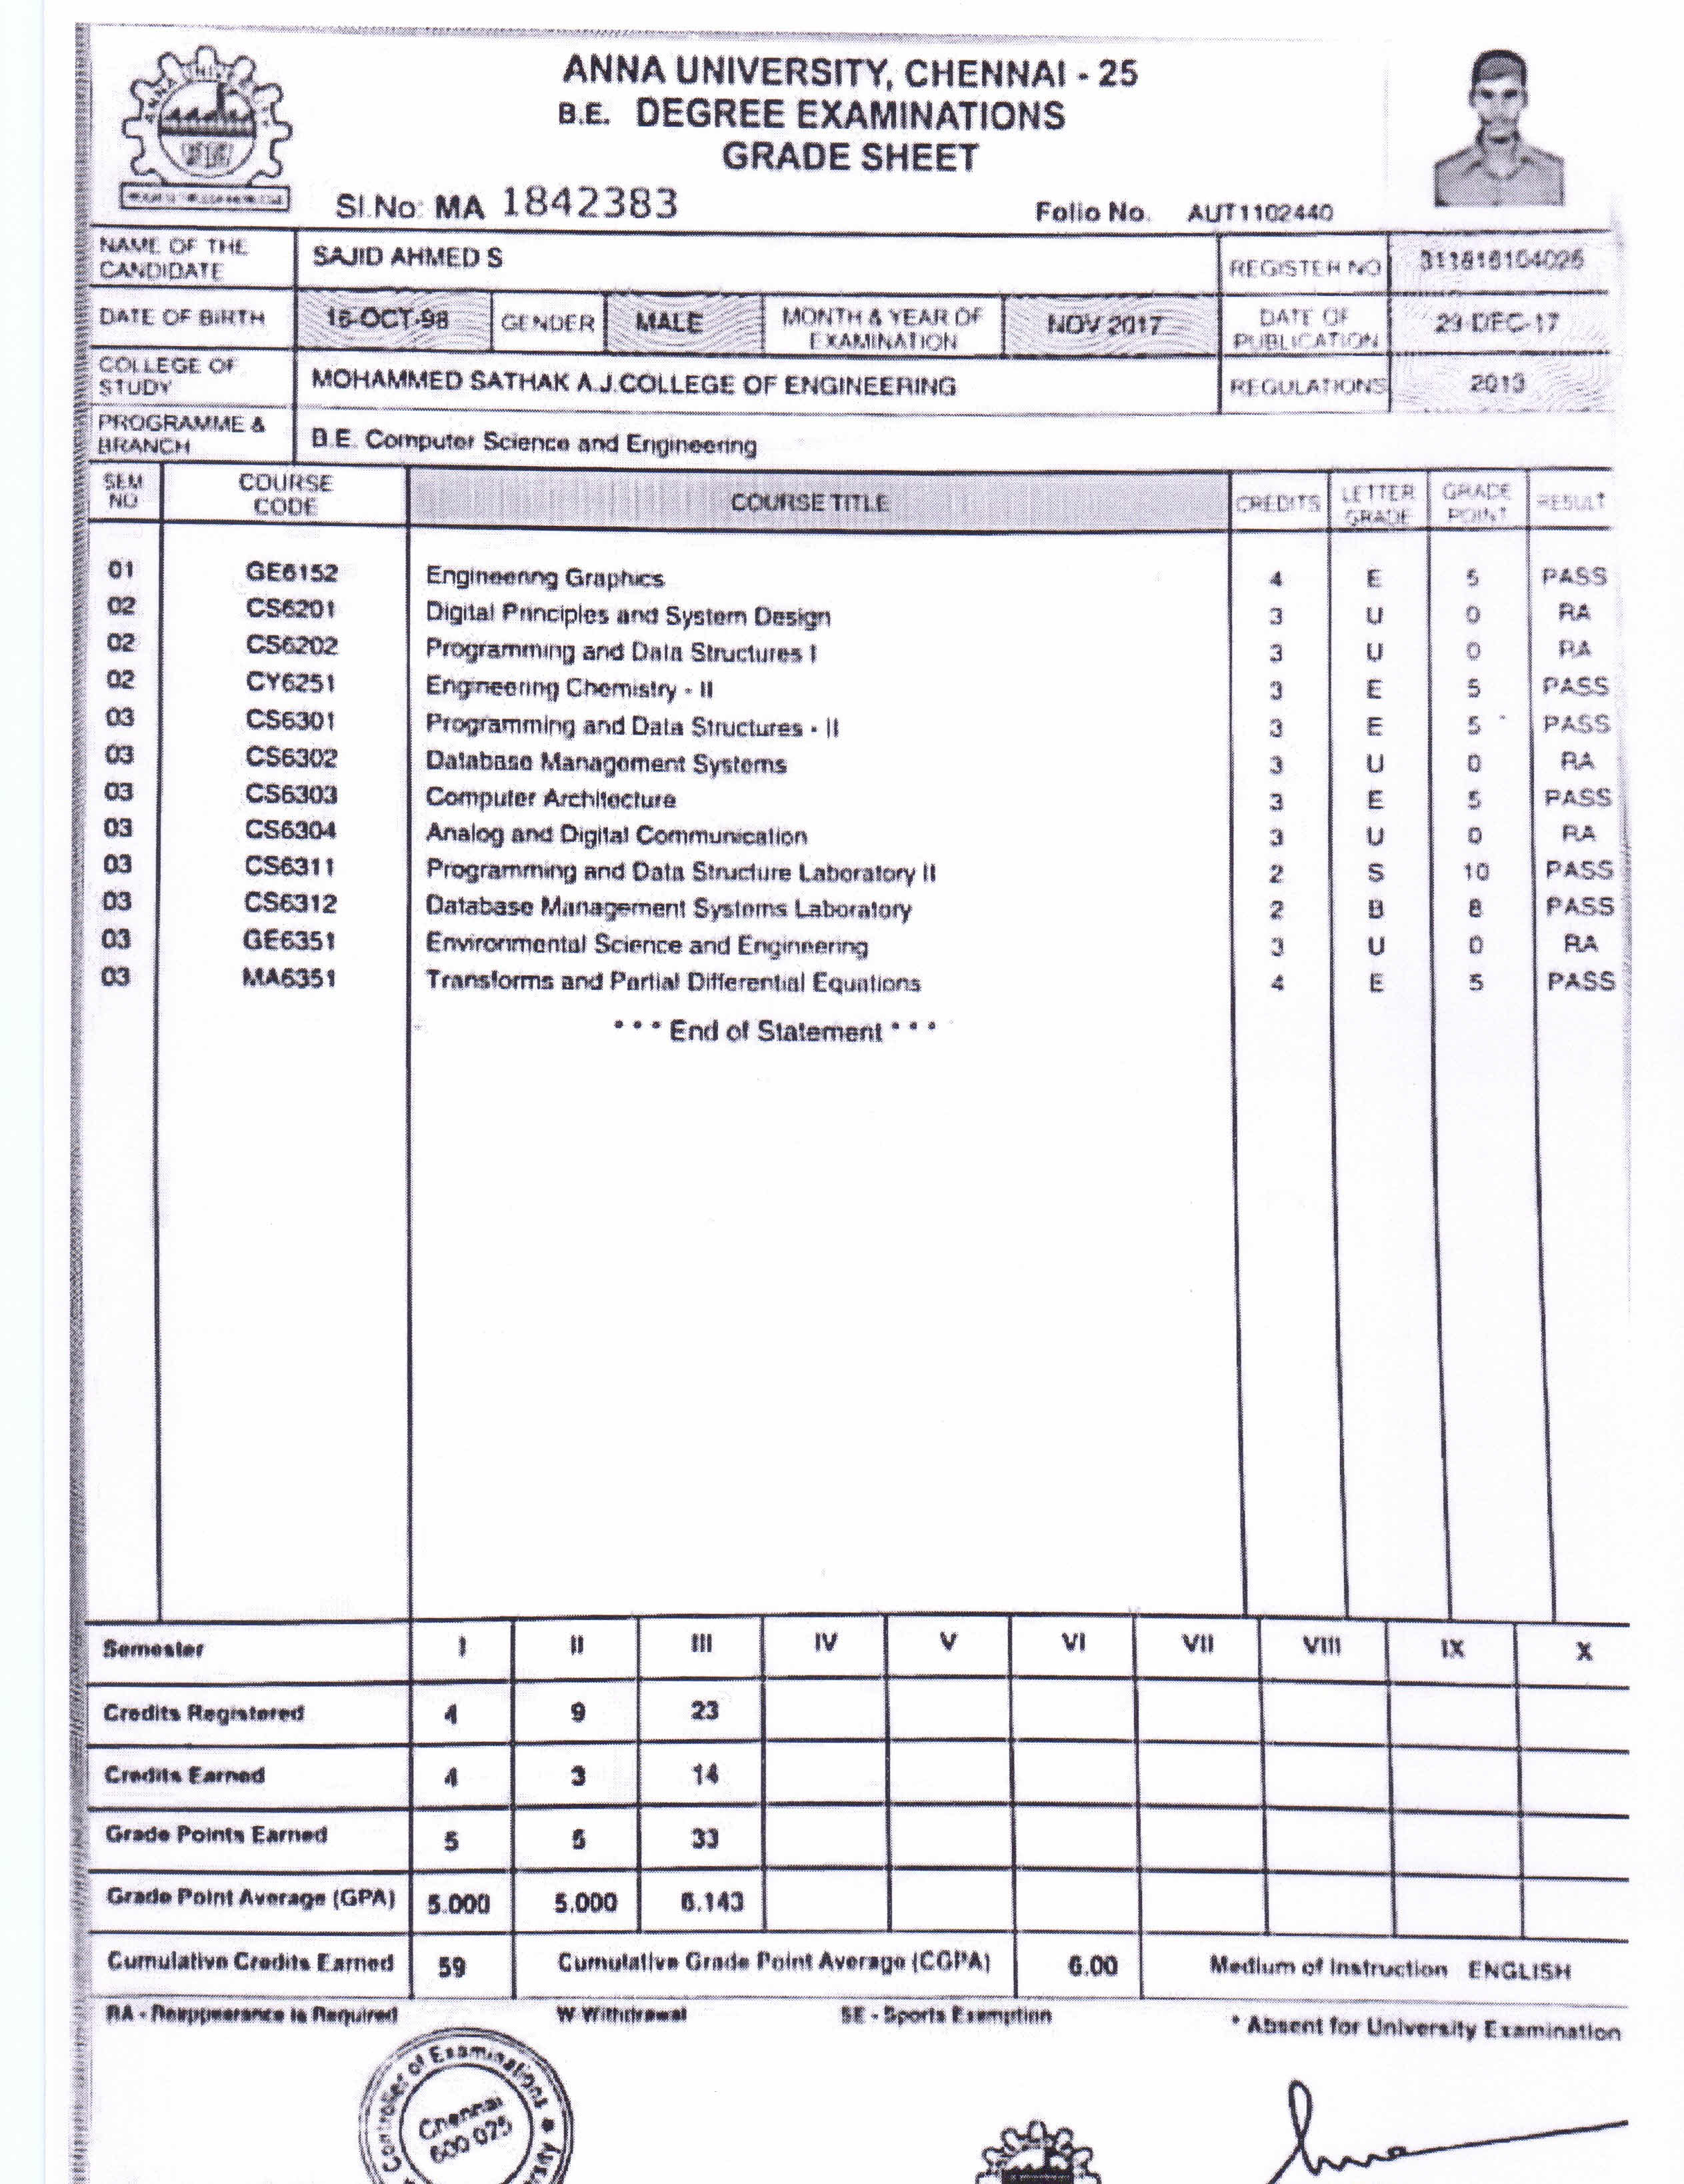 ANNA UNIVERSITY, CHENNAI - 25
B.E. DEGREE EXAMINATIONS
GRADE SHEET
Sl.No: MA 1842383 Folio No. AUT1102440
NAME OF THE CANDIDATE SAJID AHMED S REGISTER NO
DATE OF BIRTH 16-OCT-98 GENDER MALE MONTH & YEAR OF EXAMINATION NOV 2017 DATE OF PUBLICATION 29-DEC-17
COLLEGE OF STUDY MOHAMMED SATHAK A.J.COLLEGE OF ENGINEERING REGULATIONS 2013
PROGRAMME & BRANCH B.E. Computer Science and Engineering
SEM NO COURSE CODE COURSE TITLE CREDITS LETTER GRADE GRADE POINT RESULT
01 GE6152 Engineering Graphics 4 E 5 PASS
02 CS6201 Digital Principles and System Design 3 U 0 RA
02 CS6202 Programming and Data Structures I 3 U 0 RA
02 CY6251 Engineering Chemistry - II 3 E 5 PASS
03 CS6301 Programming and Data Structures - II 3 E 5 PASS
03 CS6302 Database Management Systems 3 U 0 RA
03 CS6303 Computer Architecture 3 E 5 PASS
03 CS6304 Analog and Digital Communication 3 U 0 RA
03 CS6311 Programming and Data Structure Laboratory II 2 S 10 PASS
03 CS6312 Database Management Systems Laboratory 2 B 8 PASS
03 GE6351 Environmental Science and Engineering 3 U 0 RA
03 MA6351 Transforms and Partial Differential Equations 4 E 5 PASS
* * * End of Statement * * *
Semester I II III IV V VI VII VIII IX X
Credits Registered 4 9 23
Credits Earned 4 3 14
Grade Points Earned 5 5 33
Grade Point Average (GPA) 5.000 5.000 6.143
Cumulative Credits Earned 59 Cumulative Grade Point Average (CGPA) 6.00 Medium of Instruction ENGLISH
RA - Reappearance is Required W Withdrawal SE - Sports Exemption * Absent for University Examination
Controller of Examinations
Chennai
600 025